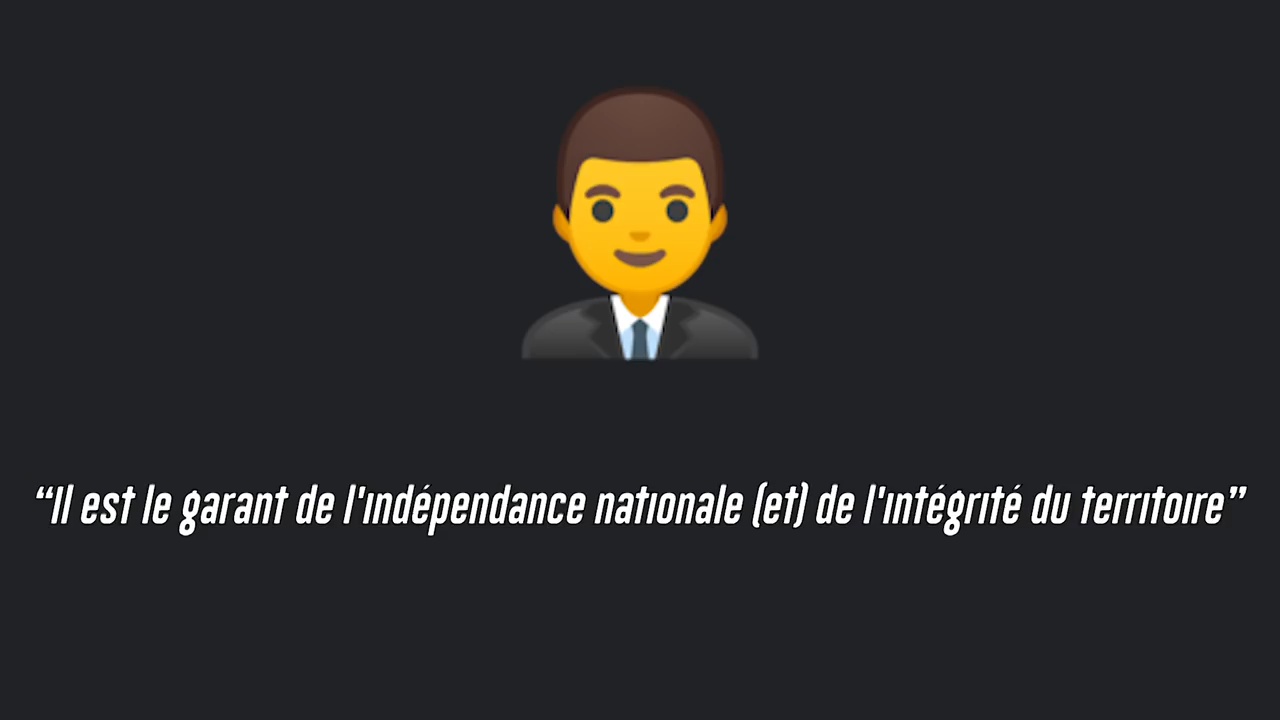 “Il est le garant de l'indépendance nationale (et) de l'intégrité du territoire”